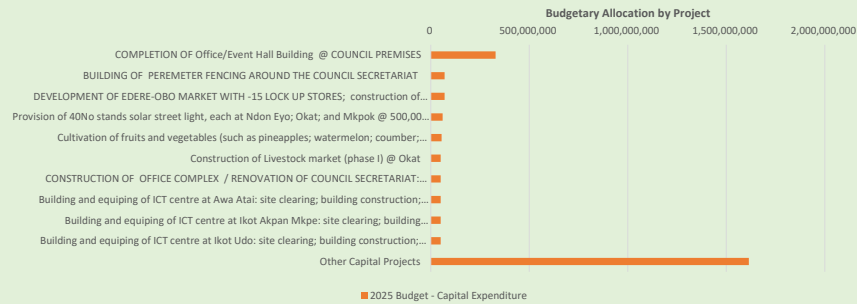 Budgetary Allocation by Project
0 500,000,000 1,000,000,000 1,500,000,000 2,000,000,000
COMPLETION OF Office/Event Hall Building @ COUNCIL PREMISES
BUILDING OF PEREMETER FENCING AROUND THE COUNCIL SECRETARIAT
DEVELOPMENT OF EDERE-OBO MARKET WITH -15 LOCK UP STORES; construction of...
Provision of 40No stands solar street light, each at Ndon Eyo; Okat; and Mkpok @ 500,00...
Cultivation of fruits and vegetables (such as pineapples; watermelon; coumber;...
Construction of Livestock market (phase I) @ Okat
CONSTRUCTION OF OFFICE COMPLEX / RENOVATION OF COUNCIL SECRETARIAT:...
Building and equiping of ICT centre at Awa Atai: site clearing; building construction;...
Building and equiping of ICT centre at Ikot Akpan Mkpe: site clearing; building...
Building and equiping of ICT centre at Ikot Udo: site clearing; building construction;...
Other Capital Projects
2025 Budget - Capital Expenditure